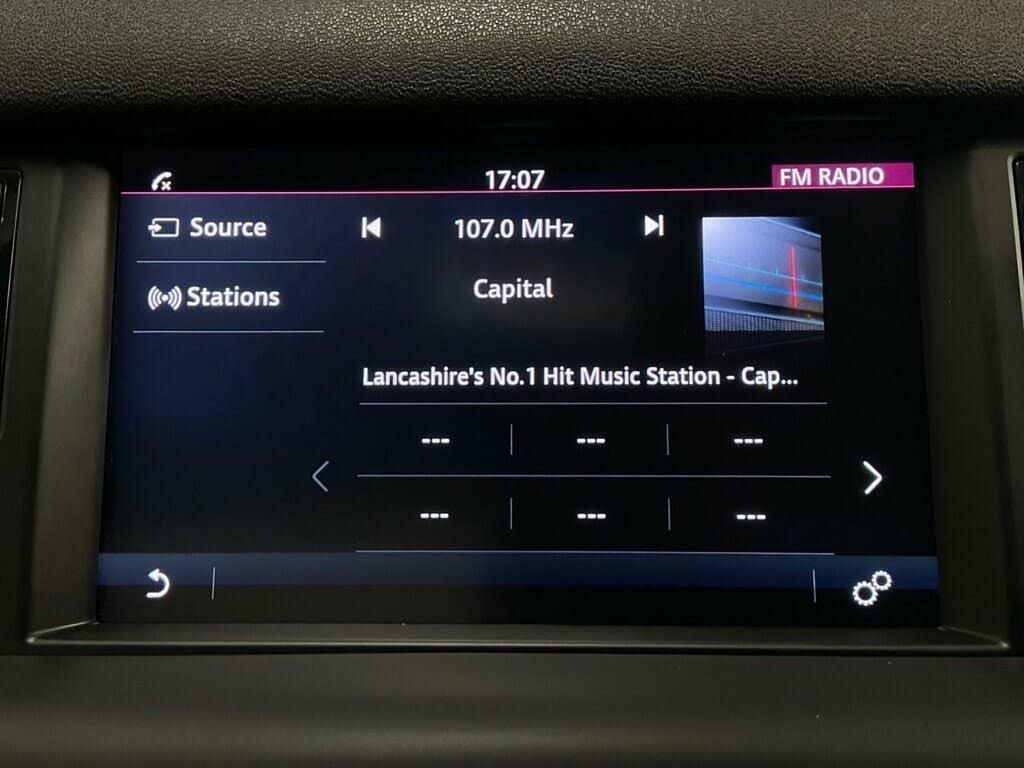 17:07
FM RADIO
Source
107.0 MHz
Stations
Capital
Lancashire's No.1 Hit Music Station - Cap...
--- --- ---
--- --- ---